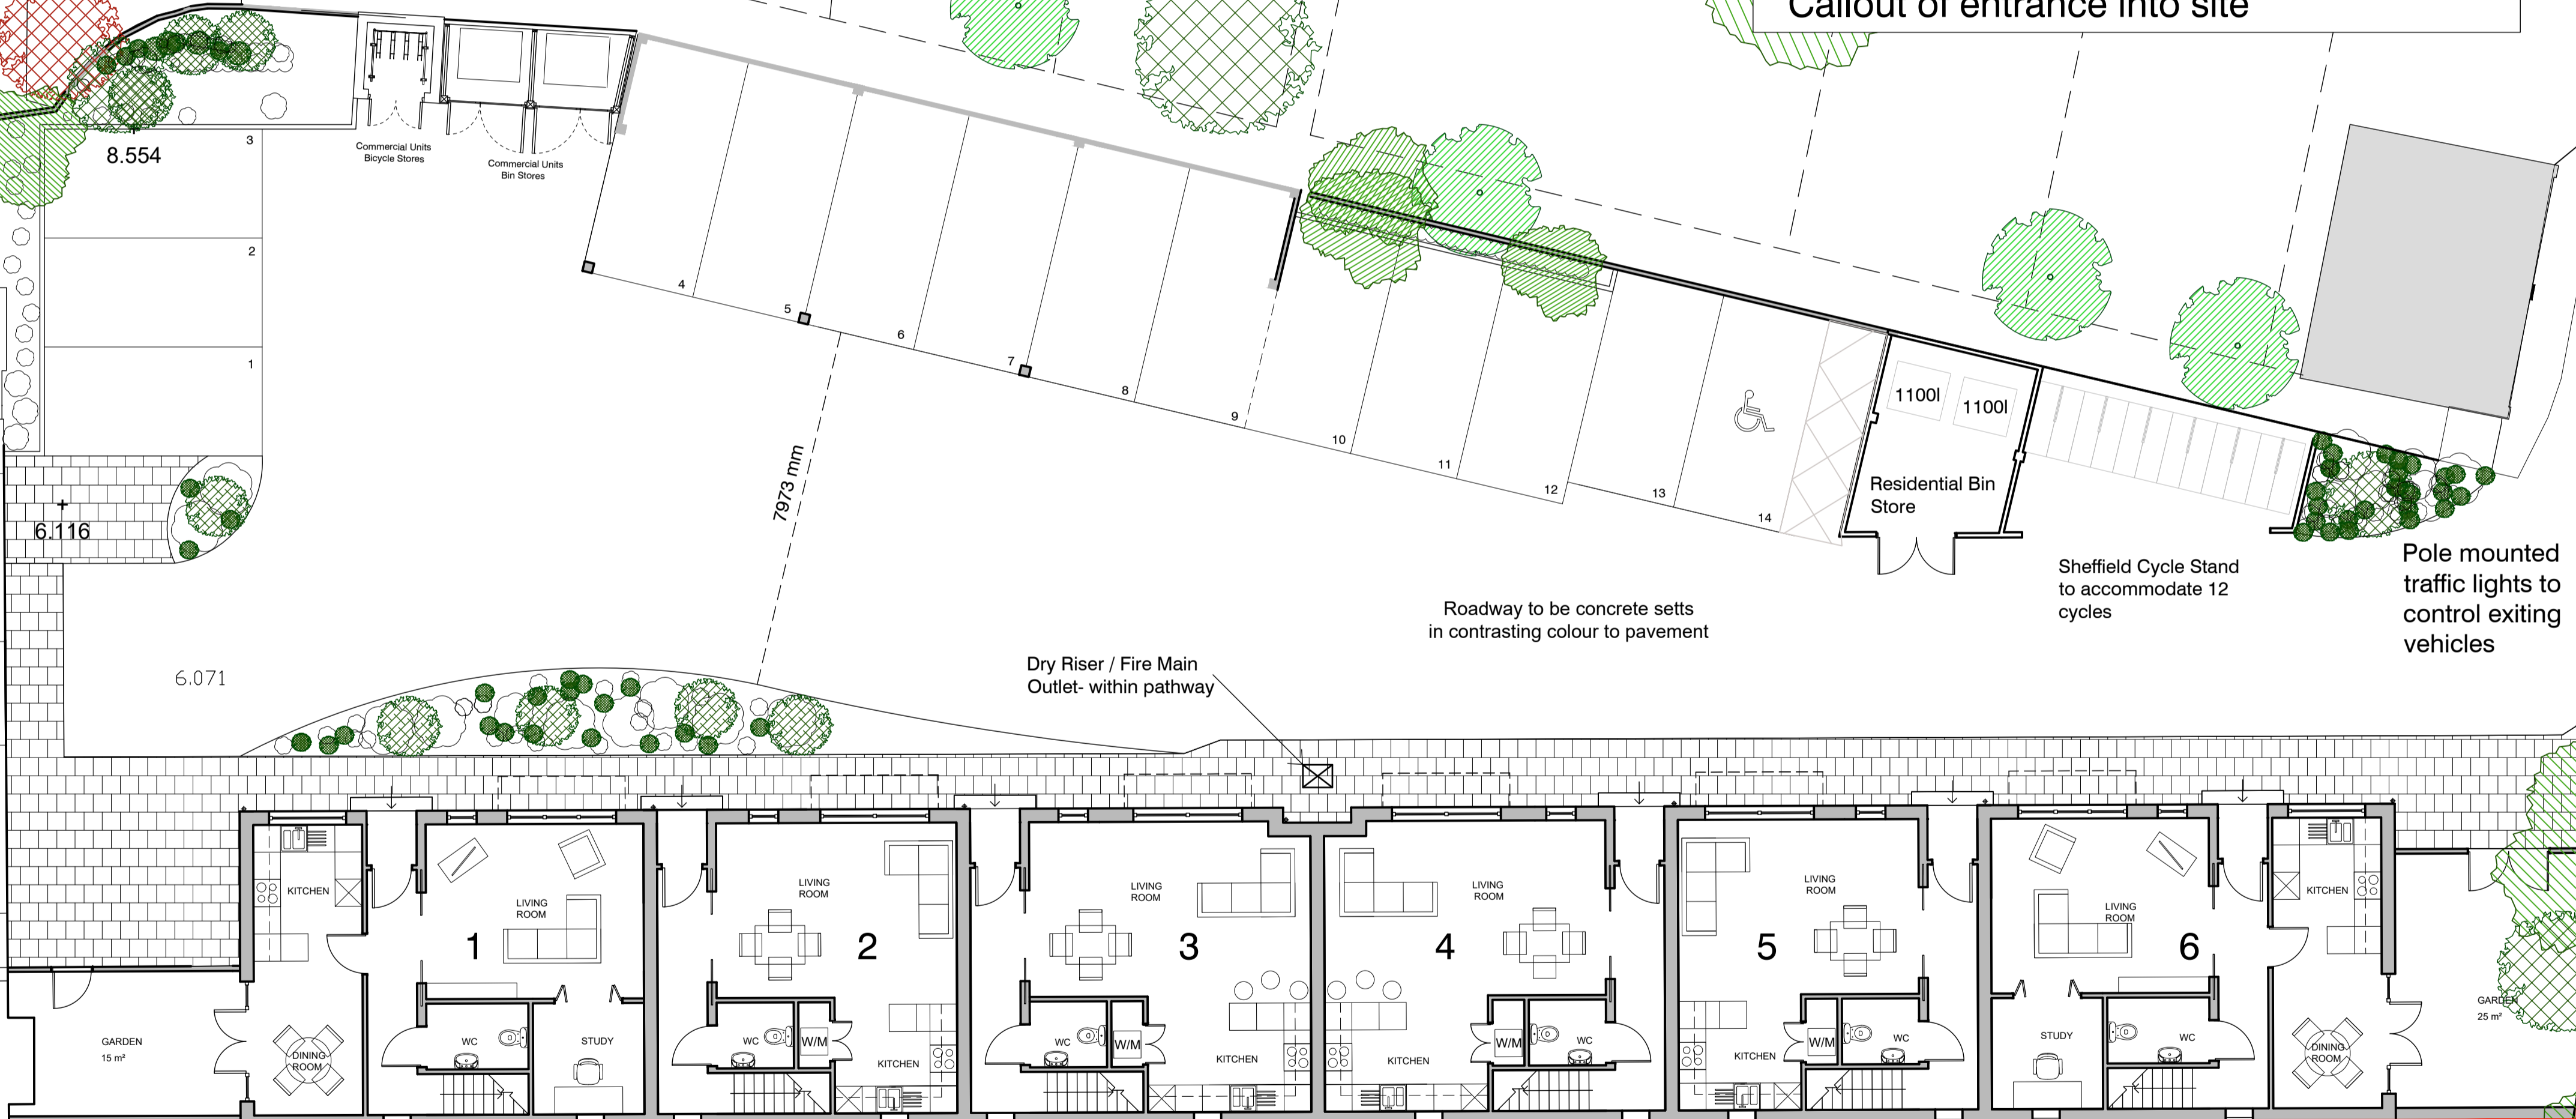 Callout of entrance into site
8.554
3
Commercial Units
Bicycle Stores
Commercial Units
Bin Stores
2
1
4
5
6
7
8
9
10
11
12
13
14
1100l
1100l
Residential Bin
Store
6.116
7973 mm
Sheffield Cycle Stand
to accommodate 12
cycles
Pole mounted
traffic lights to
control exiting
vehicles
Roadway to be concrete setts
in contrasting colour to pavement
Dry Riser / Fire Main
Outlet- within pathway
6.071
KITCHEN
LIVING
ROOM
1
LIVING
ROOM
2
LIVING
ROOM
3
LIVING
ROOM
4
LIVING
ROOM
5
LIVING
ROOM
6
KITCHEN
GARDEN
15 m²
DINING
ROOM
WC
STUDY
WC
W/M
KITCHEN
WC
W/M
KITCHEN
KITCHEN
W/M
WC
KITCHEN
W/M
WC
STUDY
WC
DINING
ROOM
GARDEN
25 m²